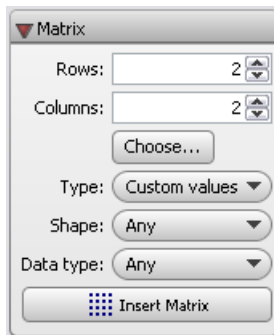 Matrix
Rows: 2
Columns: 2
Choose...
Type: Custom values
Shape: Any
Data type: Any
Insert Matrix